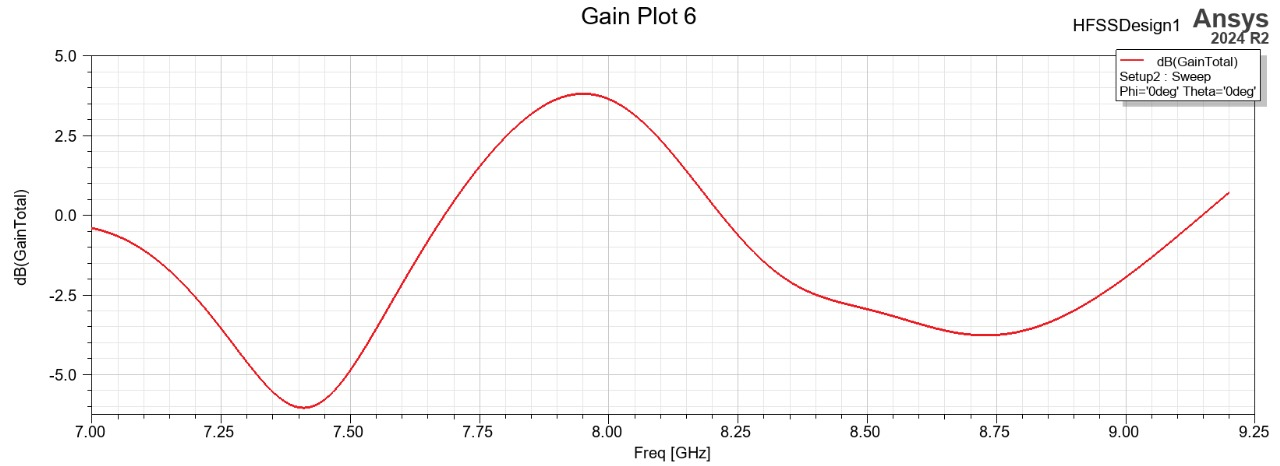 Gain Plot 6
HFSSDesign1
Ansys
2024 R2
dB(GainTotal)
Setup2 : Sweep
Phi='0deg' Theta='0deg'
dB(GainTotal)
5.0
2.5
0.0
-2.5
-5.0
7.00 7.25 7.50 7.75 8.00 8.25 8.50 8.75 9.00 9.25
Freq [GHz]